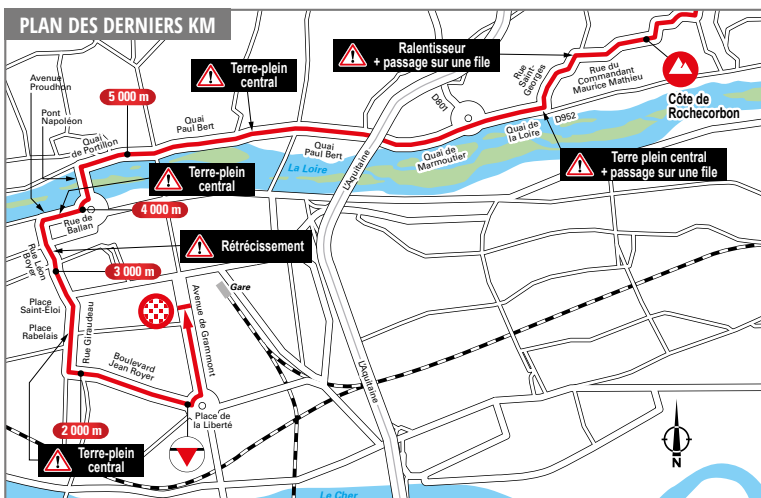 PLAN DES DERNIERS KM
Avenue
Proudhon
Pont
Napoléon
5 000 m
Quai
de Portillon
Terre-plein
central
Quai
Paul Bert
Ralentisseur
+ passage sur une file
D801
Rue
Saint-
Georges
Rue du
Commandant
Maurice Mathieu
Côte de
Rochecorbon
D952
Quai de
la Loire
Quai de
Marmoutier
Quai
Paul Bert
La Loire
L'Aquitaine
Terre plein central
+ passage sur une file
Terre-plein
central
4 000 m
Rue de
Ballan
Rétrécissement
Rue Léon
Boyer
3 000 m
Gare
Place
Saint-Éloi
Place
Rabelais
Rue Giraudeau
Avenue de Grammont
Boulevard
Jean Royer
L'Aquitaine
Place de
la Liberté
2 000 m
Terre-plein
central
N
Le Cher